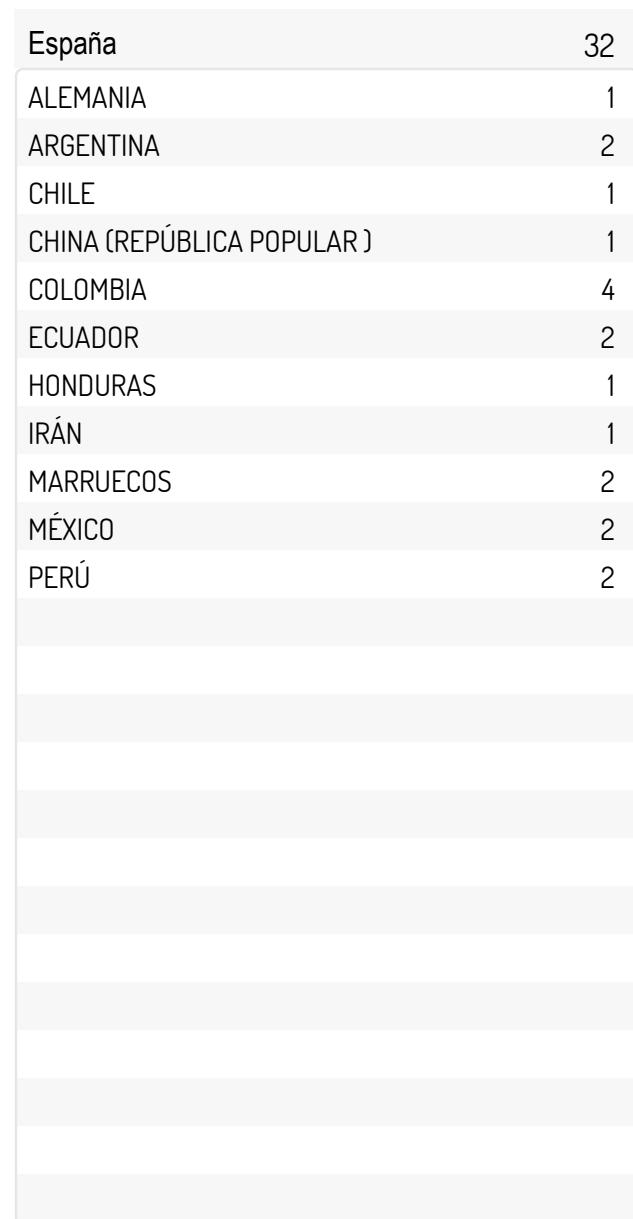 España 32
ALEMANIA 1
ARGENTINA 2
CHILE 1
CHINA (REPÚBLICA POPULAR ) 1
COLOMBIA 4
ECUADOR 2
HONDURAS 1
IRÁN 1
MARRUECOS 2
MÉXICO 2
PERÚ 2